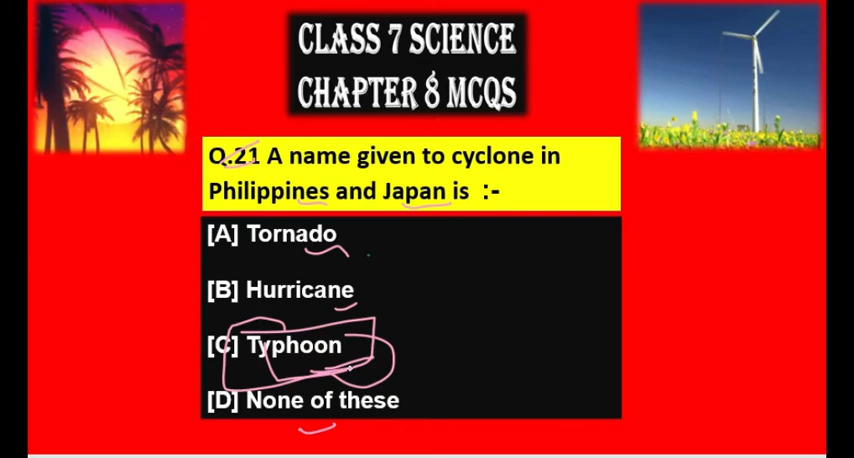 CLASS 7 SCIENCE
CHAPTER 8 MCQS
Q.21 A name given to cyclone in
Philippines and Japan is :-
[A] Tornado
[B] Hurricane
[C] Typhoon
[D] None of these